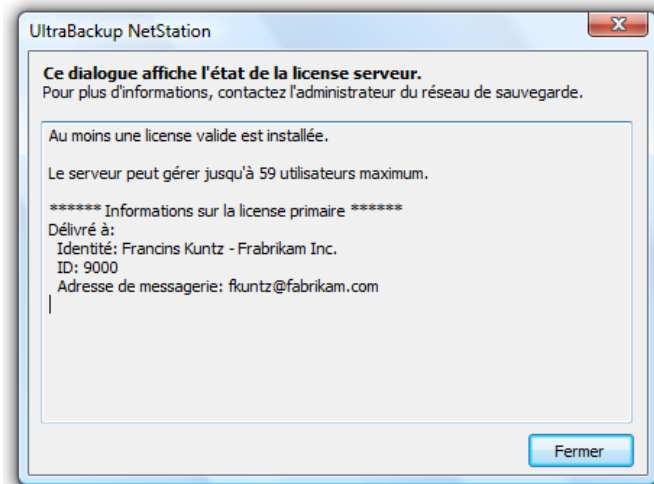 UltraBackup NetStation
Ce dialogue affiche l'état de la license serveur.
Pour plus d'informations, contactez l'administrateur du réseau de sauvegarde.
Au moins une license valide est installée.
Le serveur peut gérer jusqu'à 59 utilisateurs maximum.
****** Informations sur la license primaire ******
Délivré à:
Identité: Francins Kuntz - Frabrikam Inc.
ID: 9000
Adresse de messagerie: fkuntz@fabrikam.com
Fermer